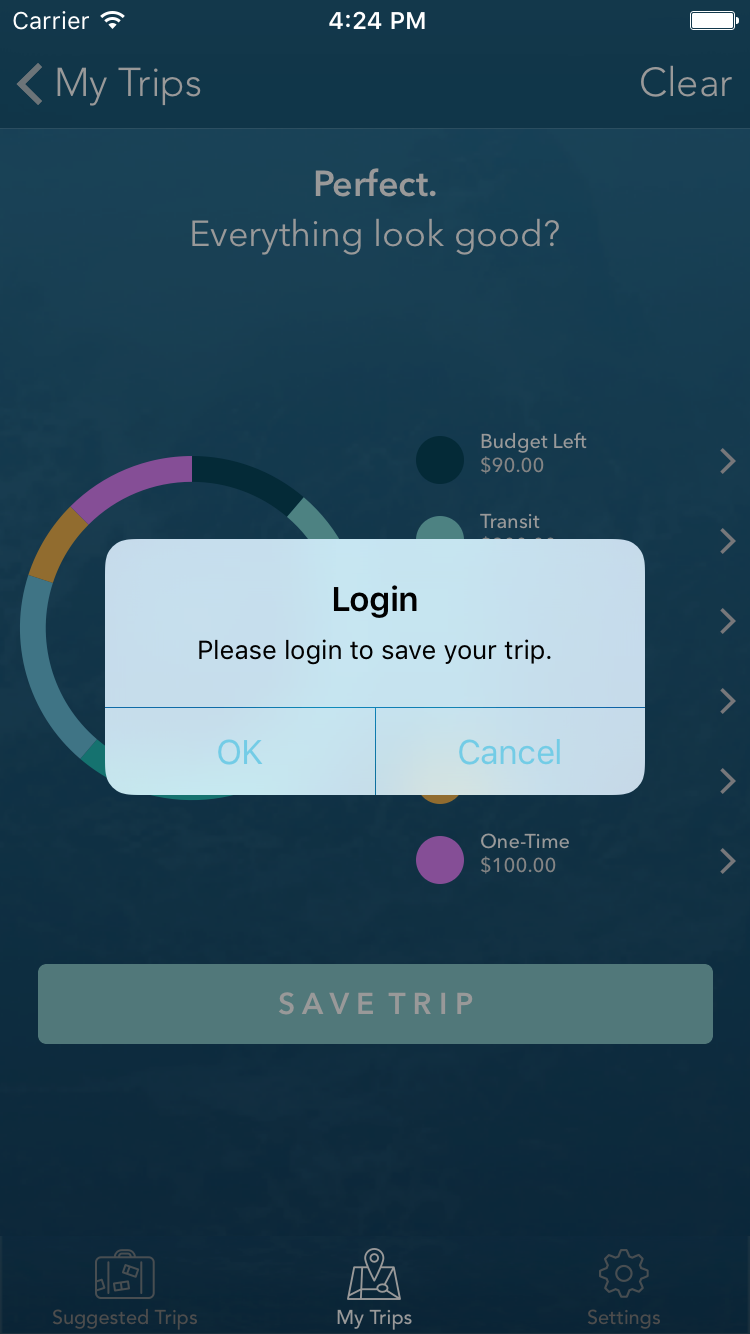 Carrier 4:24 PM
My Trips Clear
Perfect.
Everything look good?
Budget Left
$90.00
Transit
Login
Please login to save your trip.
OK Cancel
One-Time
$100.00
SAVE TRIP
Suggested Trips My Trips Settings